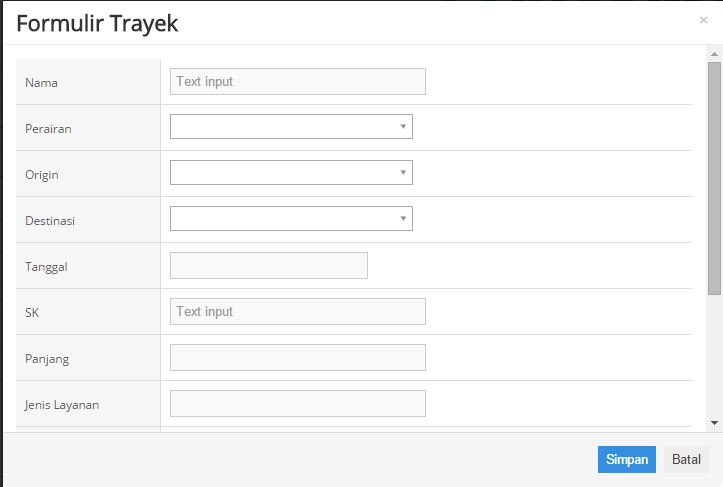 Formulir Trayek
×
Nama
Text input
Perairan
Origin
Destinasi
Tanggal
SK
Text input
Panjang
Jenis Layanan
Simpan
Batal